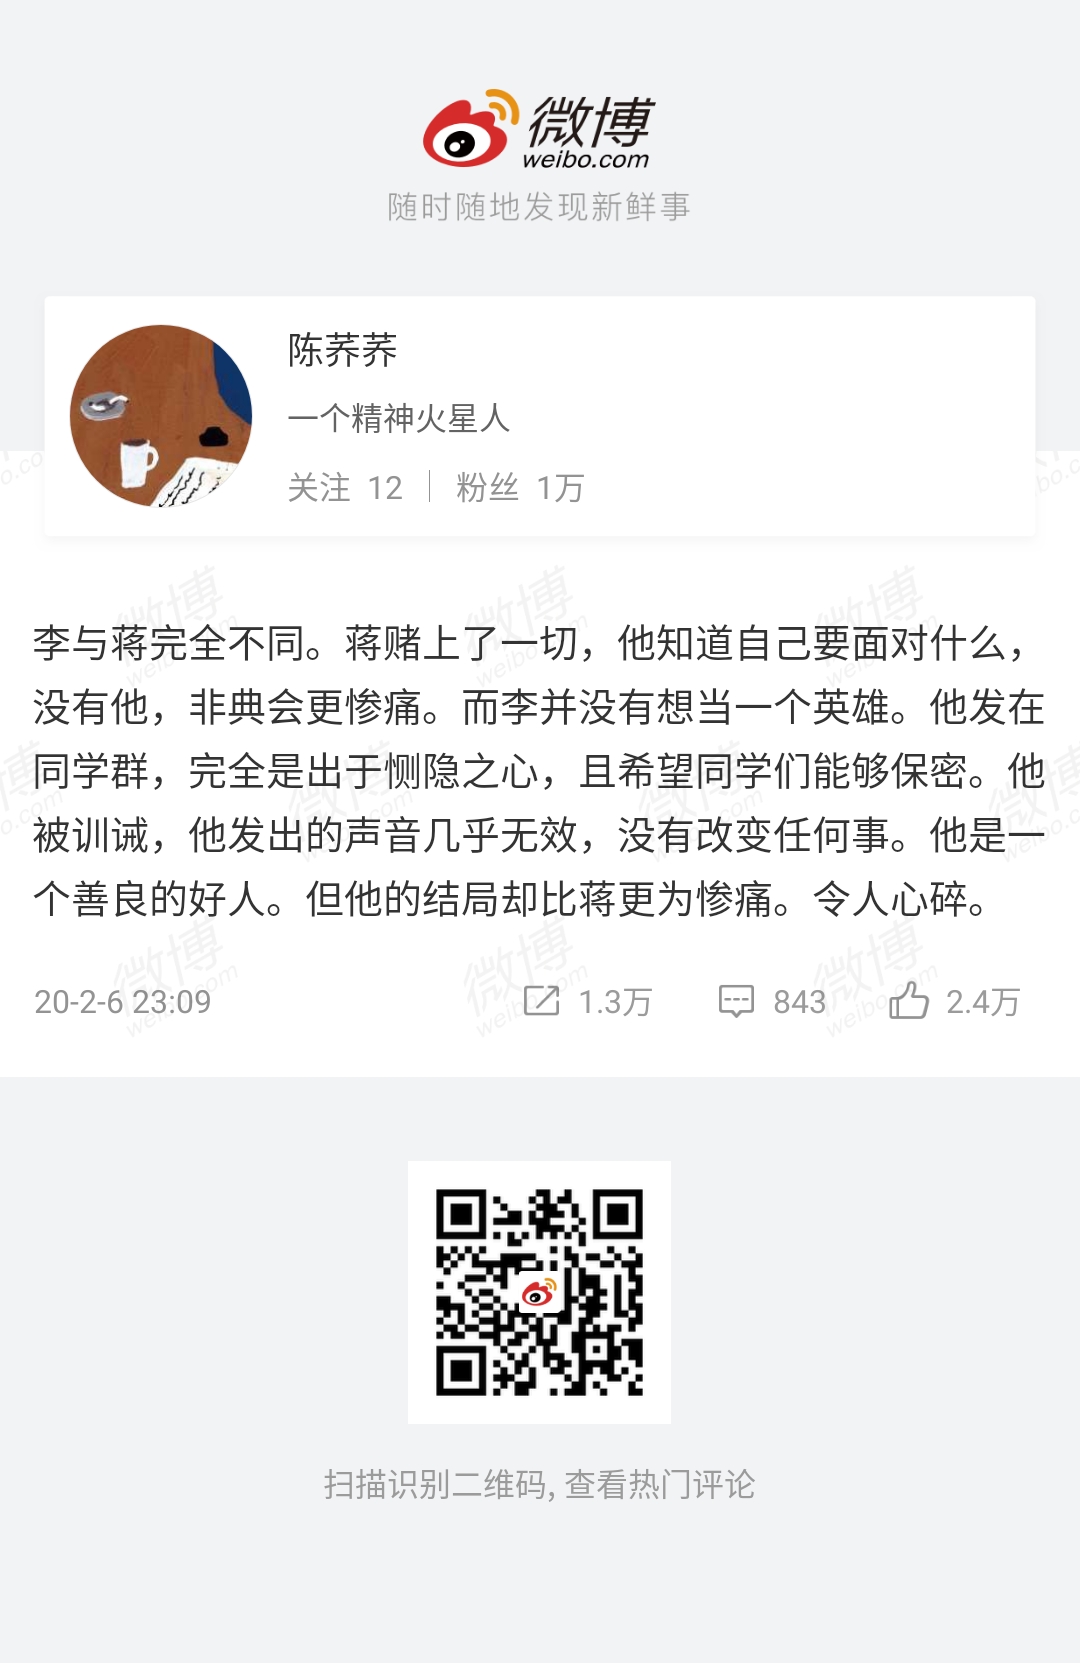 微博
weibo.com
随时随地发现新鲜事
陈荞荞
一个精神火星人
关注 12 | 粉丝 1万
李与蒋完全不同。蒋赌上了一切，他知道自己要面对什么，
没有他，非典会更惨痛。而李并没有想当一个英雄。他发在
同学群，完全是出于恻隐之心，且希望同学们能够保密。他
被训诫，他发出的声音几乎无效，没有改变任何事。他是一
个善良的好人。但他的结局却比蒋更为惨痛。令人心碎。
20-2-6 23:09 1.3万 843 2.4万
扫描识别二维码, 查看热门评论